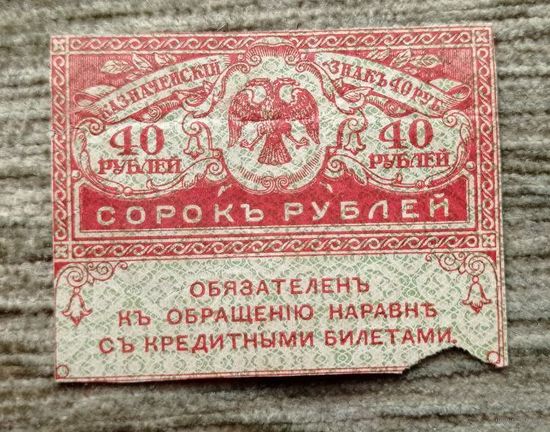 КАЗНАЧЕЙСКІЙ ЗНАКЪ 40 РУБ.
40 РУБЛЕЙ
40 РУБЛЕЙ
СОРОКЪ РУБЛЕЙ
ОБЯЗАТЕЛЕНЪ
КЪ ОБРАЩЕНІЮ НАРАВНѢ
СЪ КРЕДИТНЫМИ БИЛЕТАМИ.